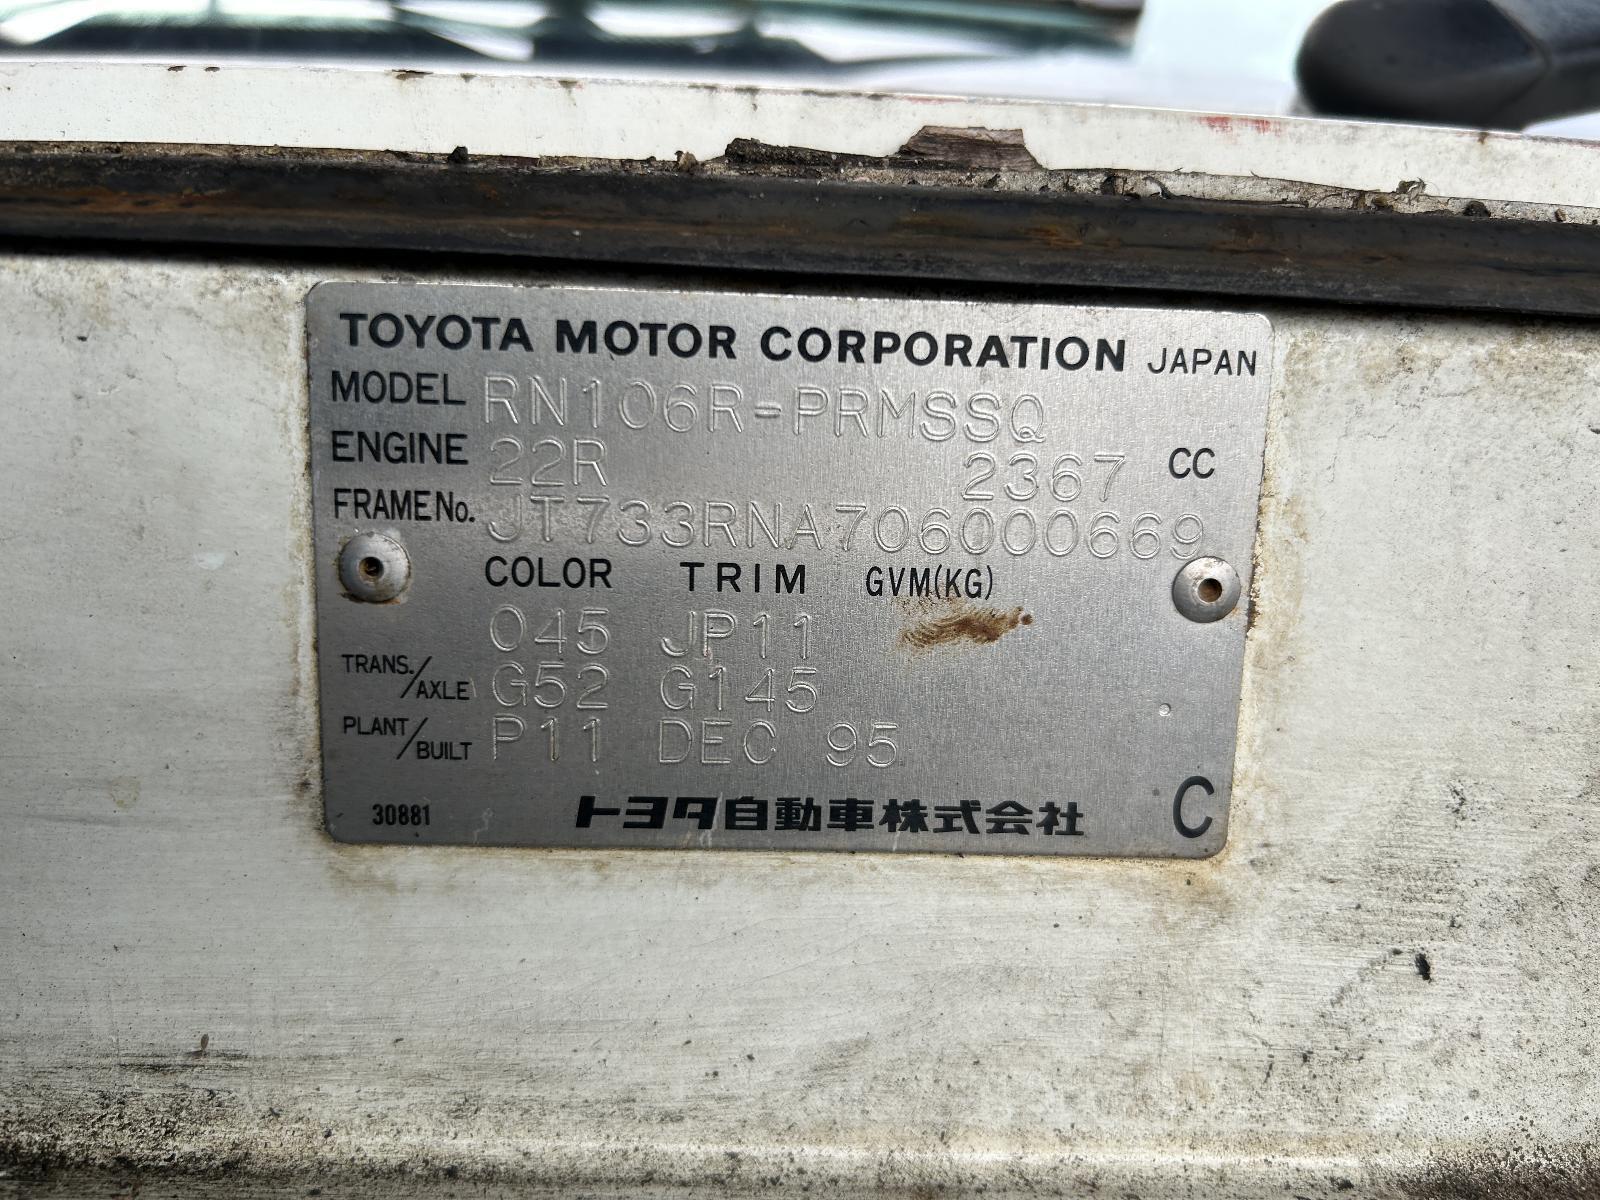 TOYOTA MOTOR CORPORATION JAPAN
MODEL RN106R-PRMSSQ
ENGINE 22R 2367 CC
FRAME No. JT733RNA706000669
COLOR TRIM GVM(KG)
045 JP11
TRANS./AXLE G52 G145
PLANT/BUILT P11 DEC 95
30881 トヨタ自動車株式会社 C